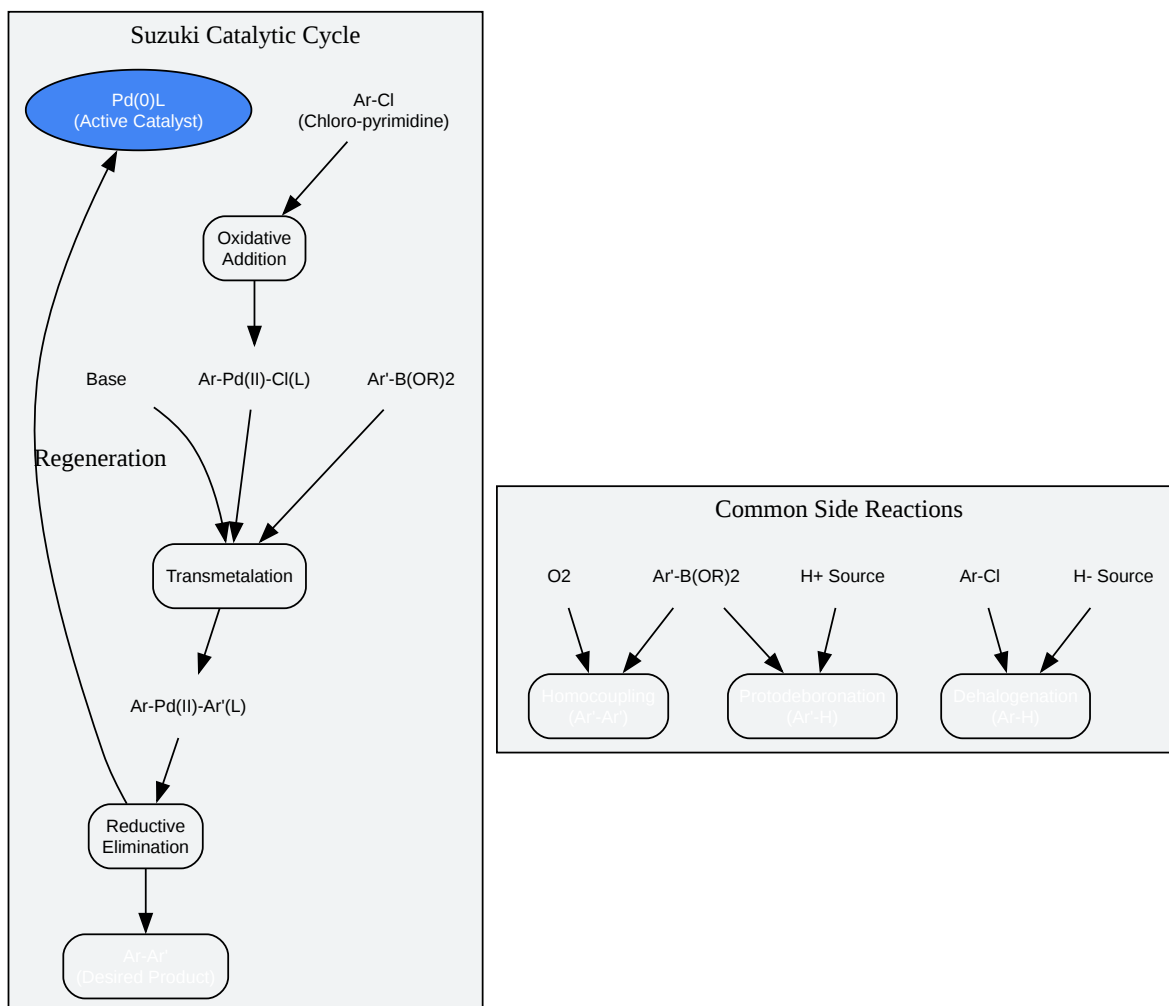 Suzuki Catalytic Cycle
Pd(0)L
(Active Catalyst)
Ar-Cl
(Chloro-pyrimidine)
Oxidative
Addition
Base
Ar-Pd(II)-Cl(L)
Ar'-B(OR)2
Regeneration
Transmetalation
Ar-Pd(II)-Ar'(L)
Reductive
Elimination
Ar-Ar'
(Desired Product)
Common Side Reactions
O2
Ar'-B(OR)2
H+ Source
Ar-Cl
H- Source
Homocoupling
(Ar'-Ar')
Protodeboronation
(Ar'-H)
Dehalogenation
(Ar-H)